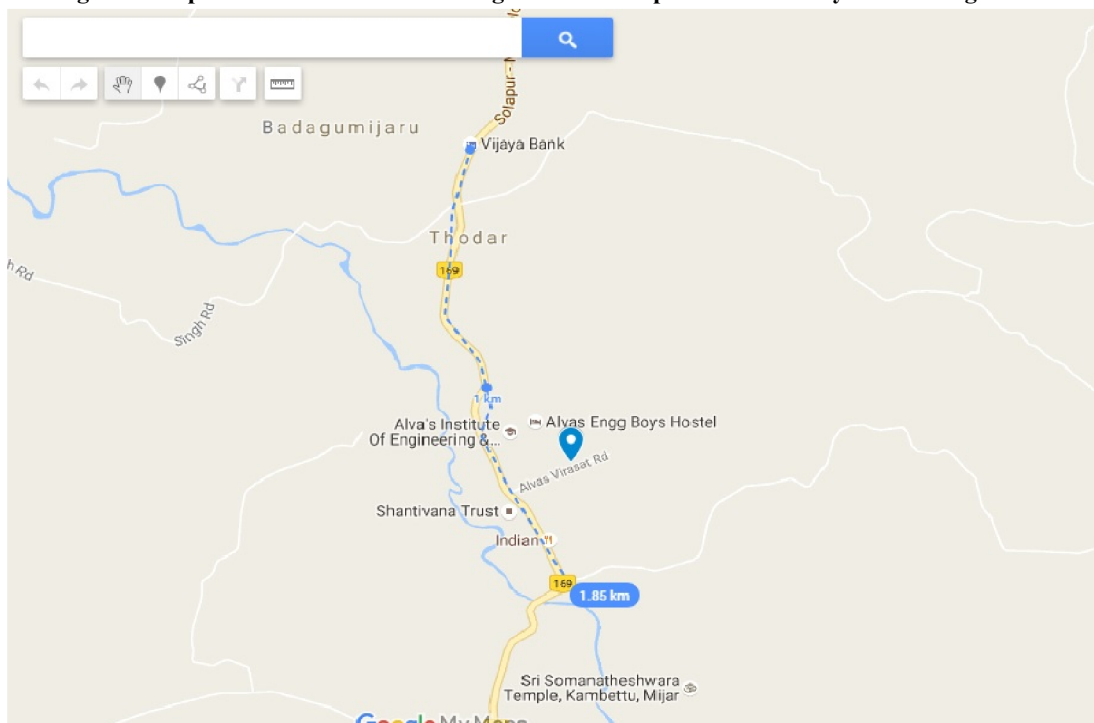 Solapur - M
Badagumijaru
Vijaya Bank
Thodar
169
h Rd
Singh Rd
1 km
Alva's Institute
Of Engineering &...
Alvas Engg Boys Hostel
Alvas Virasat Rd
Shantivana Trust
Indian
169
1.85 km
Sri Somanatheshwara
Temple, Kambettu, Mijar
Google My Maps